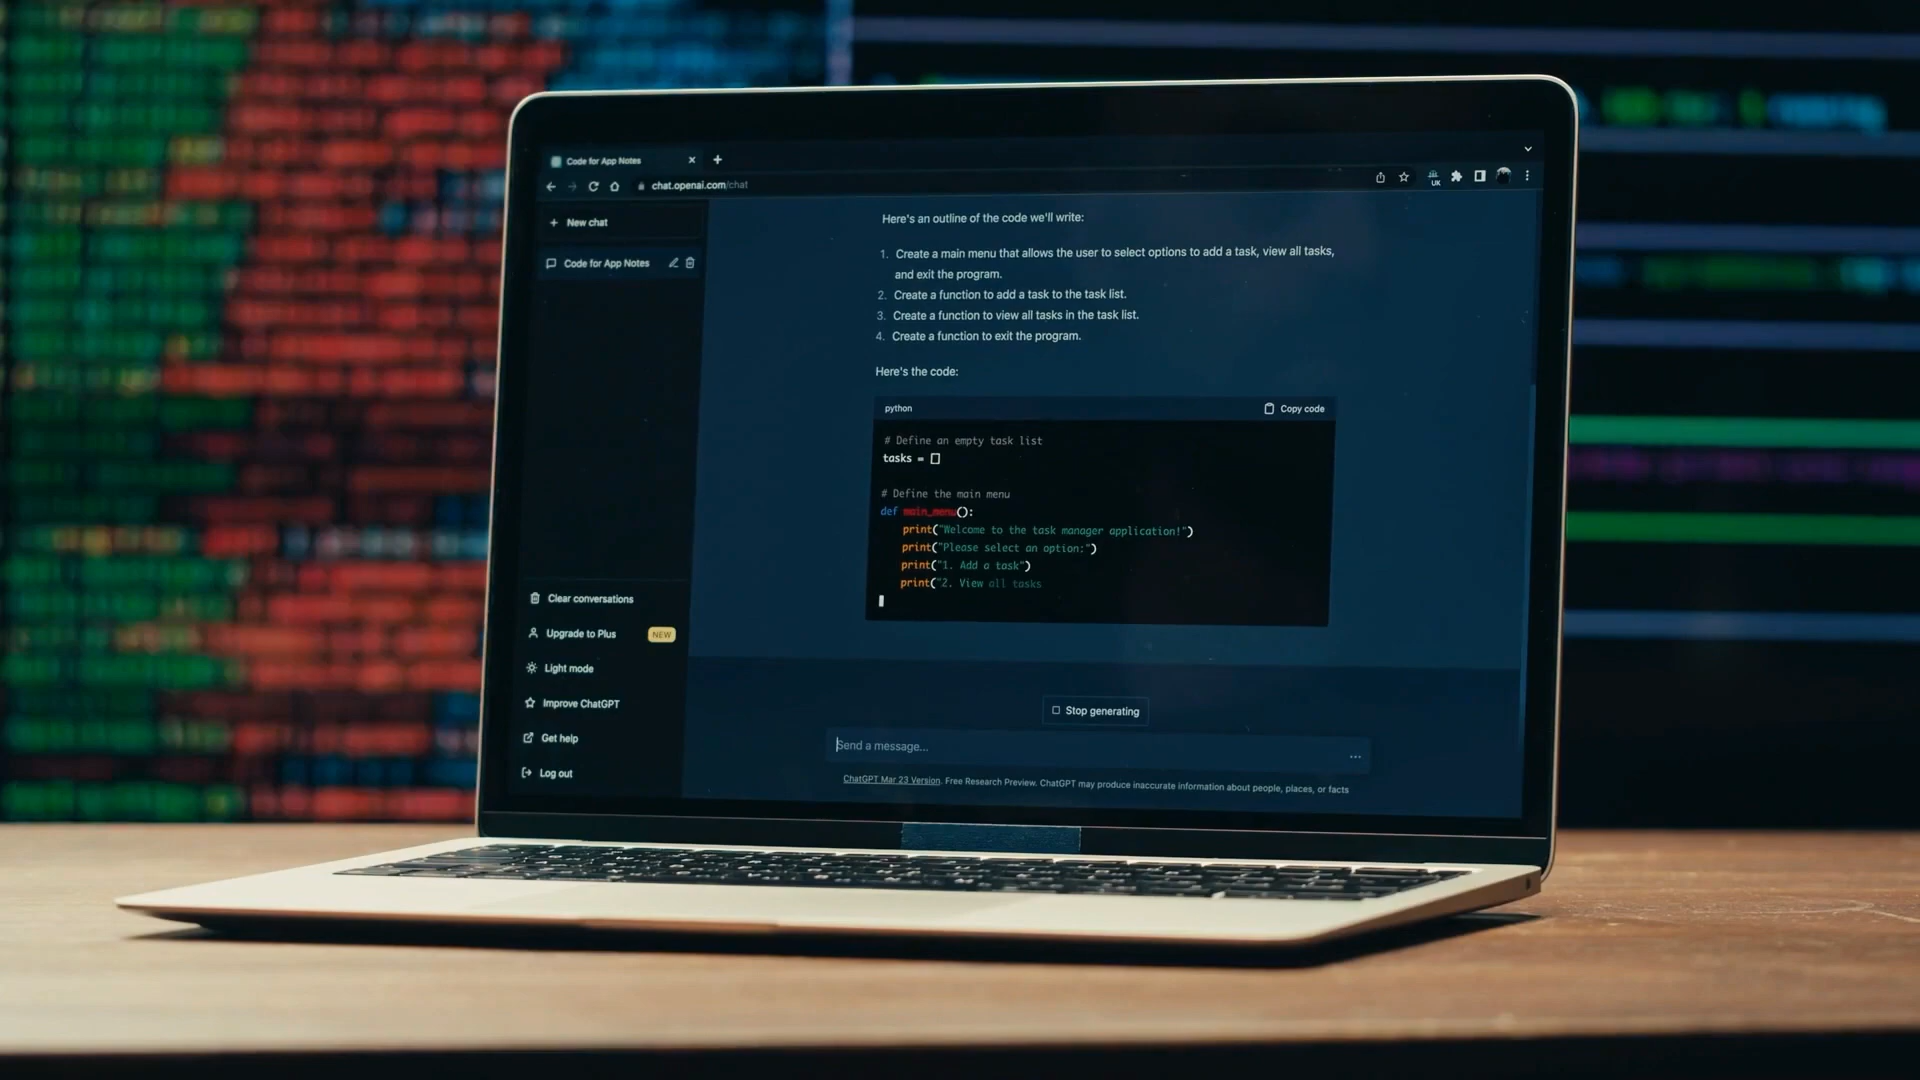 Code for App Notes
chat.openai.com/chat
UK
New chat
Code for App Notes
Here's an outline of the code we'll write:
1. Create a main menu that allows the user to select options to add a task, view all tasks,
and exit the program.
2. Create a function to add a task to the task list.
3. Create a function to view all tasks in the task list.
4. Create a function to exit the program.
Here's the code:
python
Copy code
# Define an empty task list
tasks = []
# Define the main menu
def main_menu():
print("Welcome to the task manager application!")
print("Please select an option:")
print("1. Add a task")
print("2. View all tasks
Clear conversations
Upgrade to Plus NEW
Light mode
Improve ChatGPT
Get help
Log out
Stop generating
Send a message...
ChatGPT Mar 23 Version. Free Research Preview. ChatGPT may produce inaccurate information about people, places, or facts